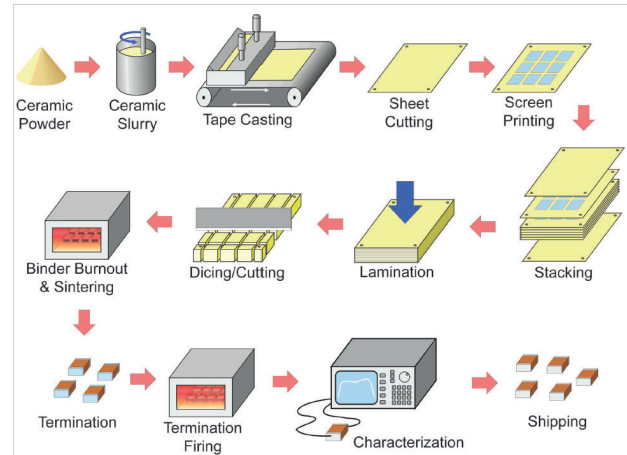 Ceramic
Powder
Ceramic
Slurry
Tape Casting
Sheet
Cutting
Screen
Printing
Binder Burnout
& Sintering
Dicing/Cutting
Lamination
Stacking
Termination
Termination
Firing
Characterization
Shipping